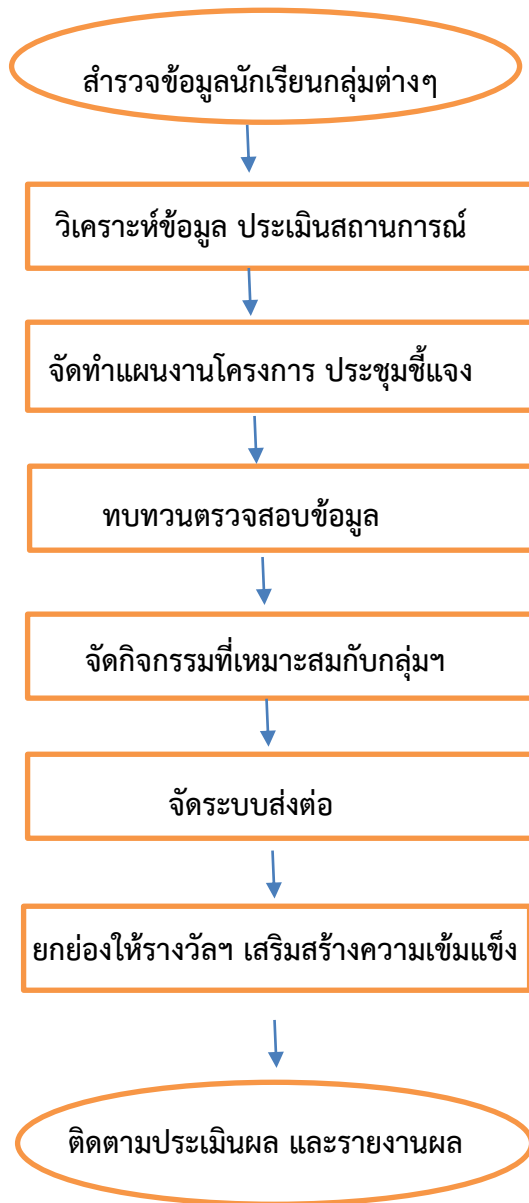 สำรวจข้อมูลนักเรียนกลุ่มต่างๆ
วิเคราะห์ข้อมูล ประเมินสถานการณ์
จัดทำแผนงานโครงการ ประชุมชี้แจง
ทบทวนตรวจสอบข้อมูล
จัดกิจกรรมที่เหมาะสมกับกลุ่มฯ
จัดระบบส่งต่อ
ยกย่องให้รางวัลฯ เสริมสร้างความเข้มแข็ง
ติดตามประเมินผล และรายงานผล